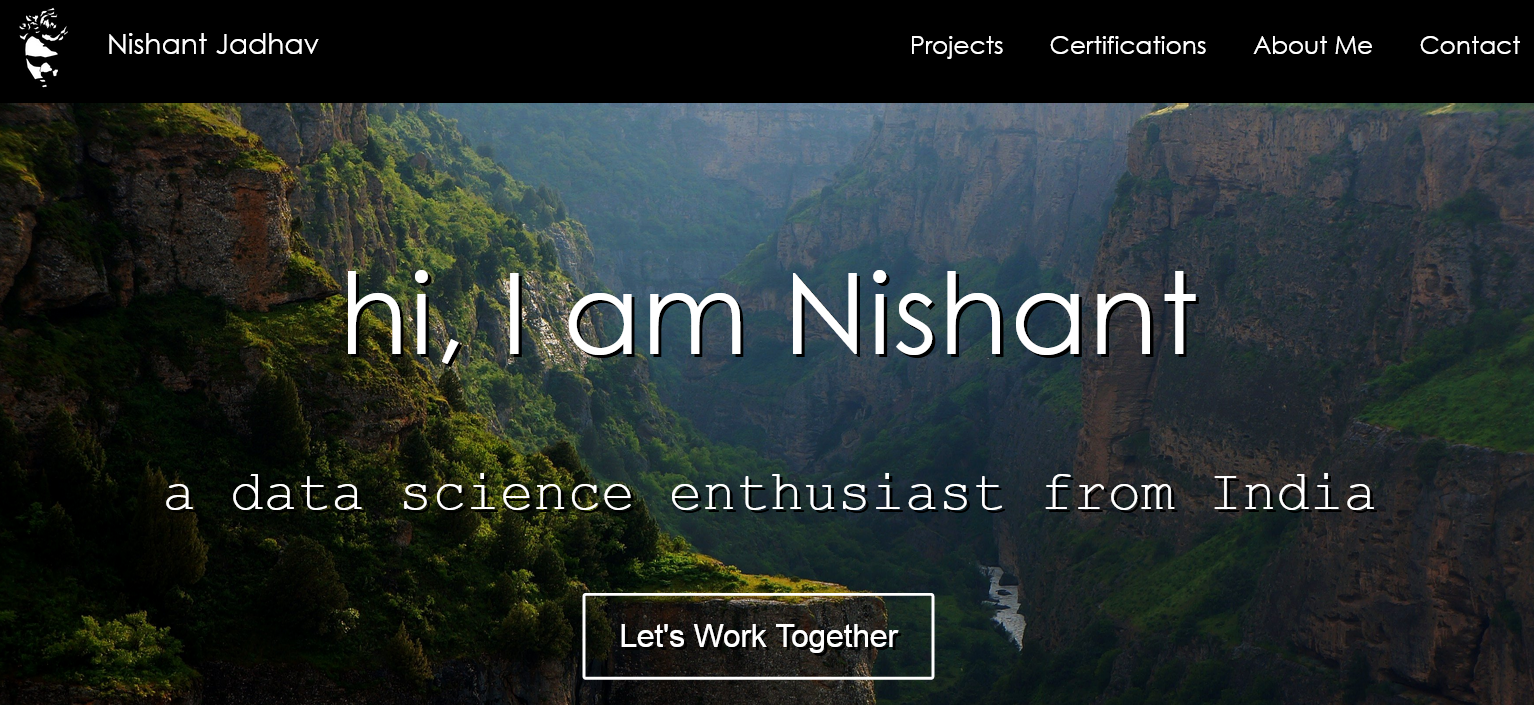 Nishant Jadhav
Projects Certifications About Me Contact
hi, I am Nishant
a data science enthusiast from India
Let's Work Together